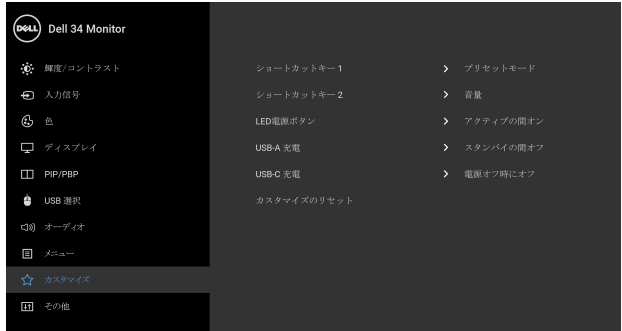 DELL Dell 34 Monitor
輝度/コントラスト
入力信号
色
ディスプレイ
PIP/PBP
USB 選択
オーディオ
メニュー
カスタマイズ
その他
ショートカットキー 1 プリセットモード
ショートカットキー 2 音量
LED電源ボタン アクティブの間オン
USB-A 充電 スタンバイの間オフ
USB-C 充電 電源オフ時にオフ
カスタマイズのリセット